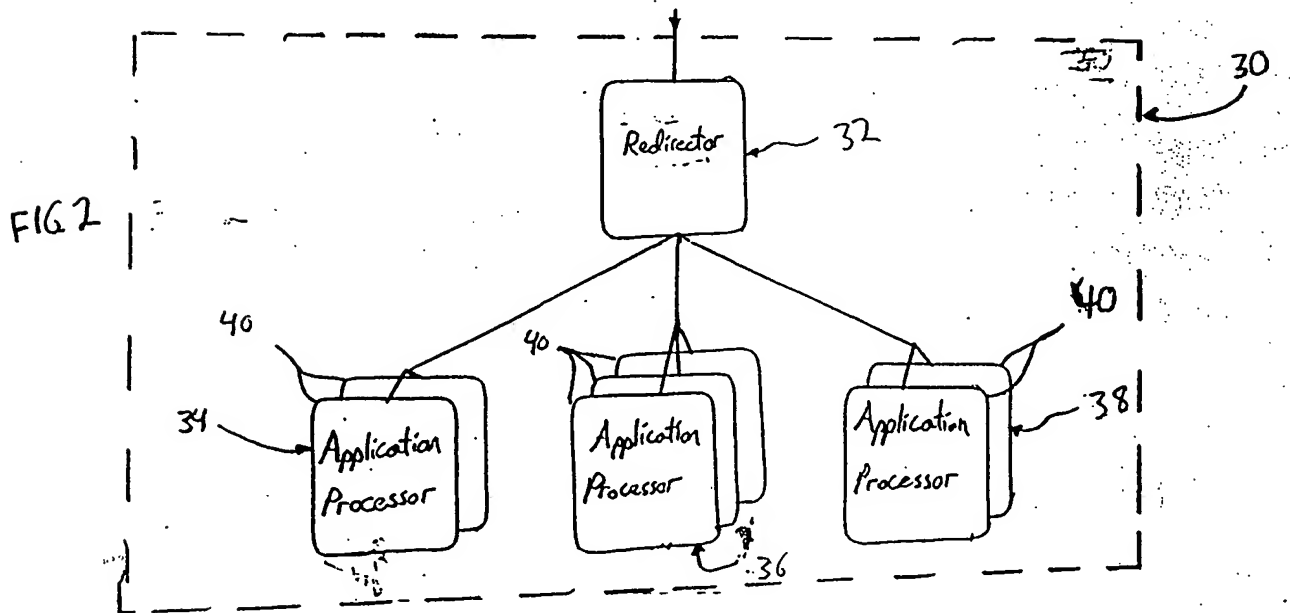 30
Redirector
32
FIG 2
40
40
40
34
Application
Processor
Application
Processor
Application
Processor
38
36